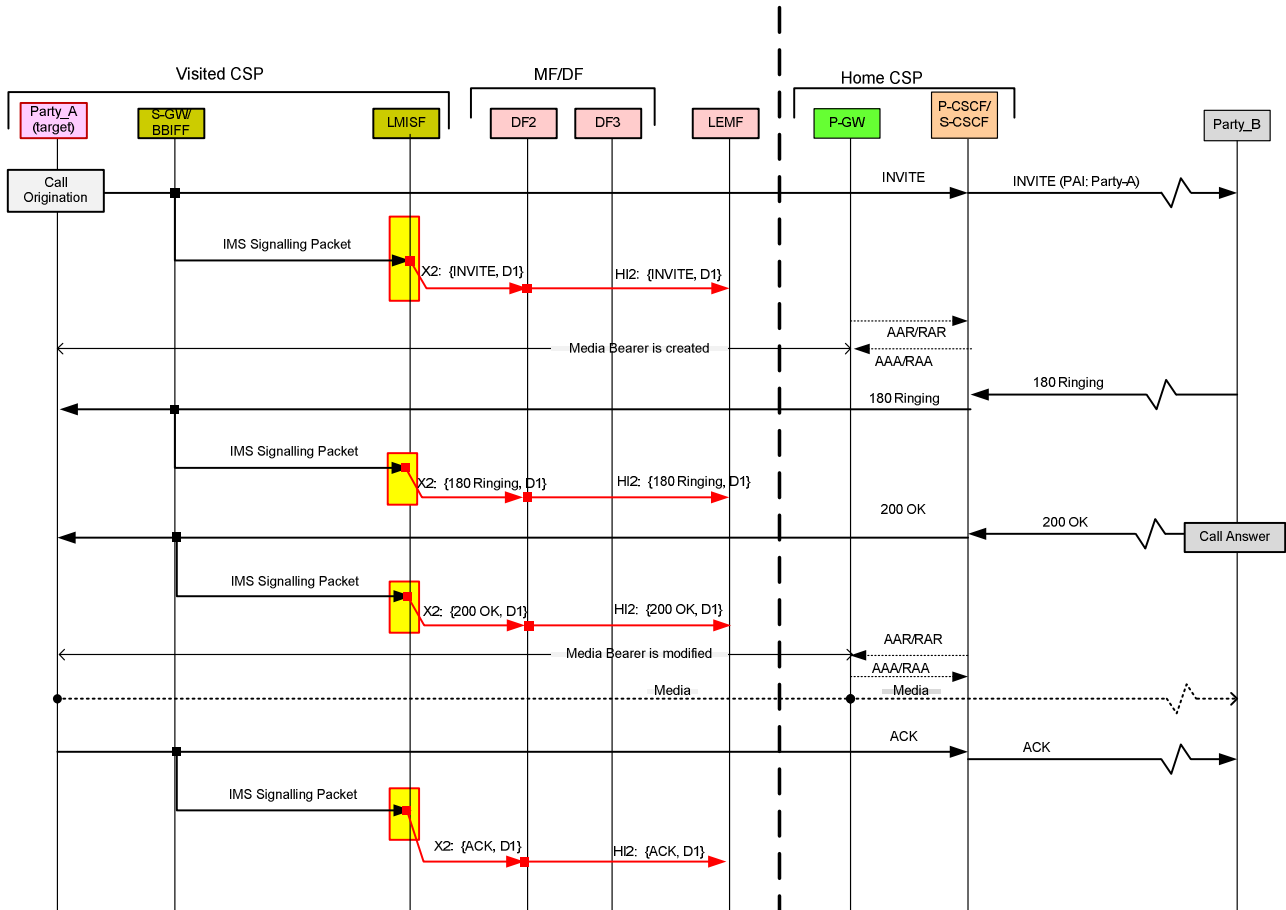 Visited CSP
MF/DF
Home CSP
Party_A
(target)
S-GW/
BBIFF
LMISF
DF2
DF3
LEMF
P-GW
P-CSCF/
S-CSCF
Party_B
Call
Origination
INVITE
INVITE (PAI: Party-A)
IMS Signalling Packet
X2: {INVITE, D1}
HI2: {INVITE, D1}
AAR/RAR
Media Bearer is created
AAA/RAA
180 Ringing
180 Ringing
IMS Signalling Packet
X2: {180 Ringing, D1}
HI2: {180 Ringing, D1}
200 OK
200 OK
Call Answer
IMS Signalling Packet
X2: {200 OK, D1}
HI2: {200 OK, D1}
AAR/RAR
Media Bearer is modified
AAA/RAA
Media
Media
ACK
ACK
IMS Signalling Packet
X2: {ACK, D1}
HI2: {ACK, D1}